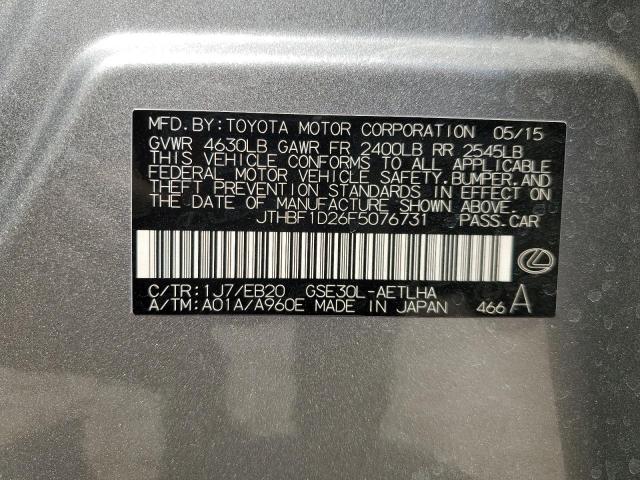 MFD. BY: TOYOTA MOTOR CORPORATION 05/15
GVWR 4630LB GAWR FR 2400LB RR 2545LB
THIS VEHICLE CONFORMS TO ALL APPLICABLE
FEDERAL MOTOR VEHICLE SAFETY, BUMPER, AND
THEFT PREVENTION STANDARDS IN EFFECT ON
THE DATE OF MANUFACTURE SHOWN ABOVE.
JTHBF1D26F5076731 PASS.CAR
C/TR: 1J7/EB20 GSE30L-AETLHA
A/TM: A01A/A960E MADE IN JAPAN 466 A